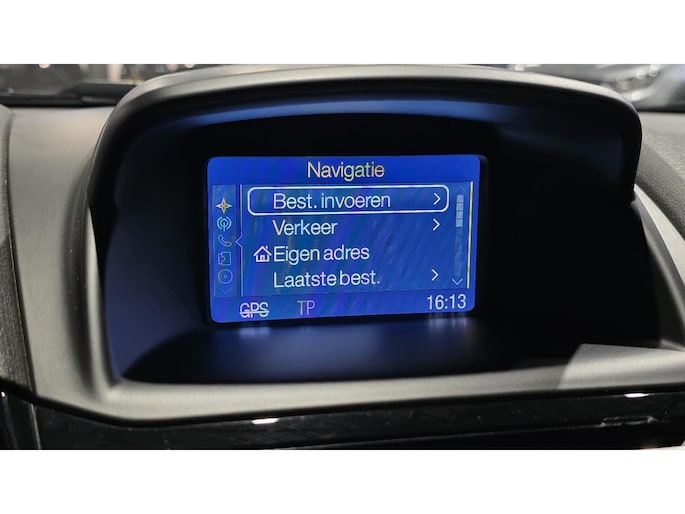 Navigatie
Best. invoeren
Verkeer
Eigen adres
Laatste best.
GPS TP 16:13